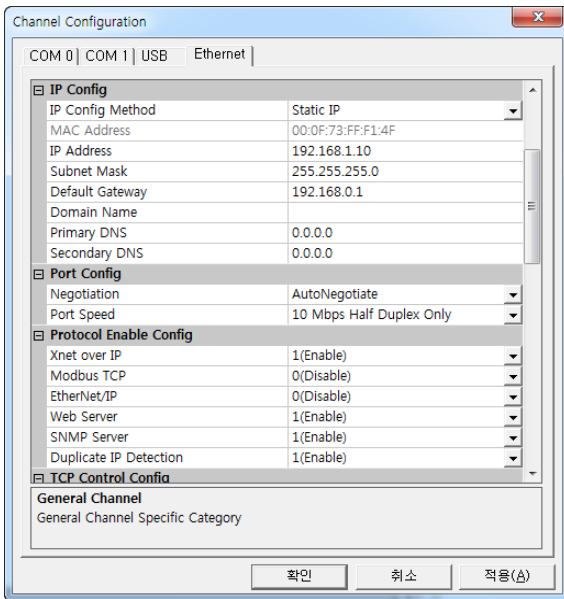 Channel Configuration
COM 0 COM 1 USB Ethernet
IP Config
IP Config Method Static IP
MAC Address 00:0F:73:FF:F1:4F
IP Address 192.168.1.10
Subnet Mask 255.255.255.0
Default Gateway 192.168.0.1
Domain Name
Primary DNS 0.0.0.0
Secondary DNS 0.0.0.0
Port Config
Negotiation AutoNegotiate
Port Speed 10 Mbps Half Duplex Only
Protocol Enable Config
Xnet over IP 1(Enable)
Modbus TCP 0(Disable)
EtherNet/IP 0(Disable)
Web Server 1(Enable)
SNMP Server 1(Enable)
Duplicate IP Detection 1(Enable)
TCP Control Config
General Channel
General Channel Specific Category
확인 취소 적용(A)